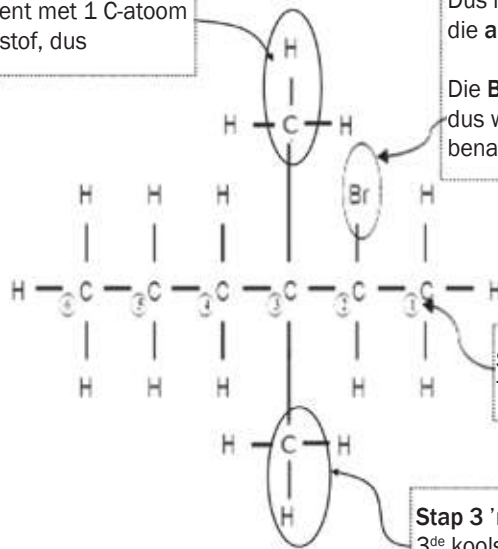 ent met 1 C-atoom
stof, dus
Dus
die a
Die B
dus w
bena
H
H C H
H H H Br H
H C C C C C C H
6 5 4 3 2 1
H H H H H
H C H
H
Stap 3 'n
3de kools